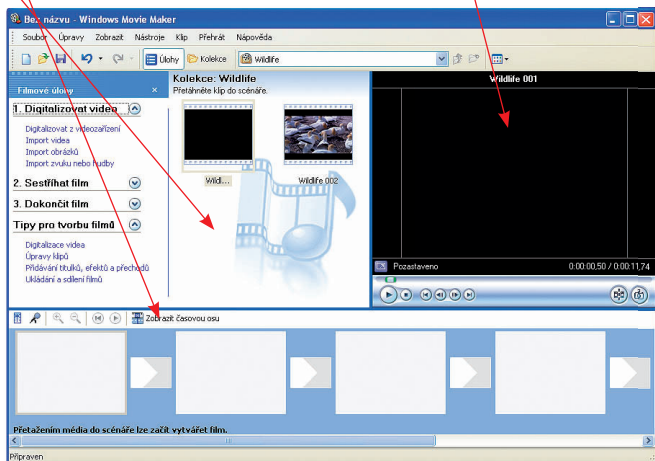 Bez názvu - Windows Movie Maker
Soubor Úpravy Zobrazit Nástroje Klip Přehrát Nápověda
Úlohy Kolekce Wildlife
Filmové úlohy
1. Digitalizovat video
Digitalizovat z videozařízení
Import videa
Import obrázků
Import zvuku nebo hudby
2. Sestříhat film
3. Dokončit film
Tipy pro tvorbu filmů
Digitalizace videa
Úpravy klipů
Přidávání titulků, efektů a přechodů
Ukládání a sdílení filmů
Kolekce: Wildlife
Přetáhněte klip do scénáře.
Wildl...
Wildlife 002
Wildlife 001
Pozastaveno 0:00:00,50 / 0:00:11,74
Zobrazit časovou osu
Přetažením média do scénáře lze začít vytvářet film.
Připraven